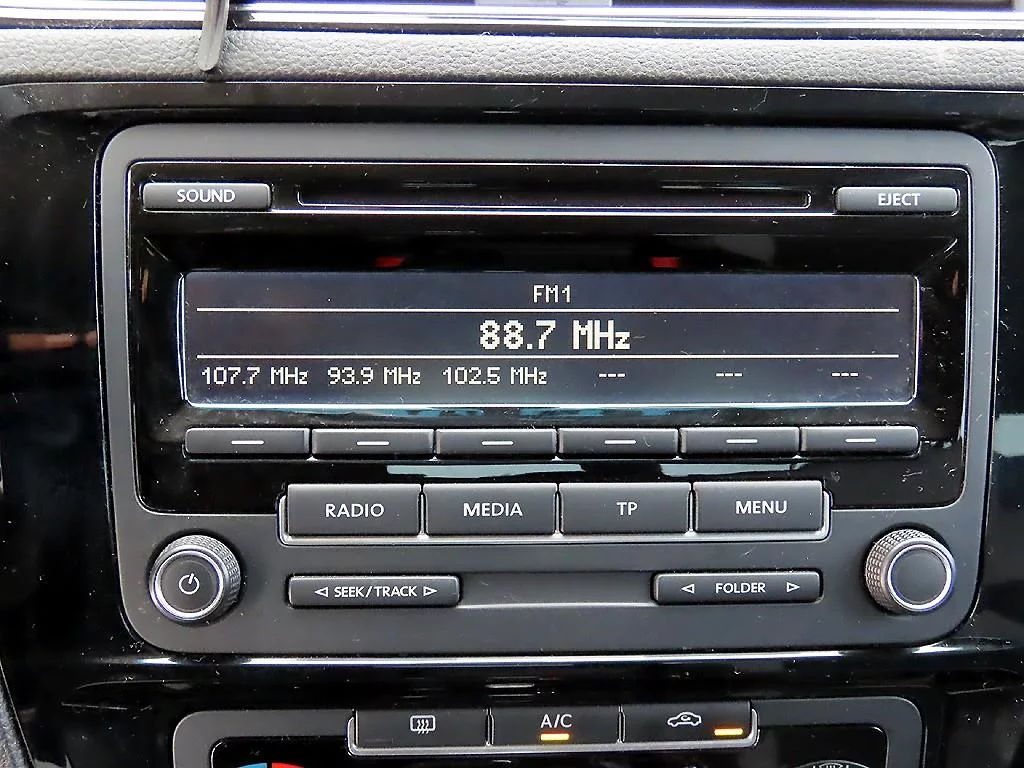 SOUND EJECT
FM1
88.7 MHz
107.7 MHz 93.9 MHz 102.5 MHz --- --- ---
RADIO MEDIA TP MENU
SEEK/TRACK FOLDER
A/C